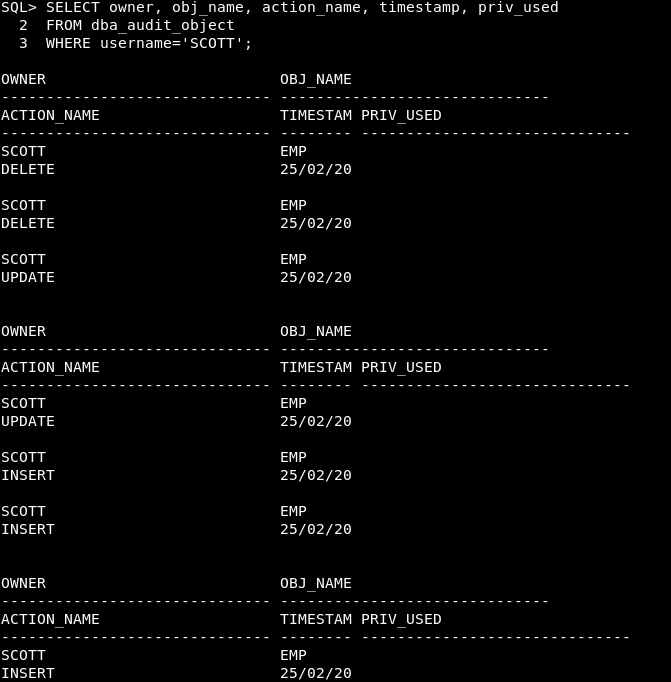 SQL> SELECT owner, obj_name, action_name, timestamp, priv_used
  2  FROM dba_audit_object
  3  WHERE username='SCOTT';

OWNER                          OBJ_NAME
------------------------------ ------------------------------
ACTION_NAME                    TIMESTAM PRIV_USED
------------------------------ -------- ------------------------------
SCOTT                          EMP
DELETE                         25/02/20

SCOTT                          EMP
DELETE                         25/02/20

SCOTT                          EMP
UPDATE                         25/02/20


OWNER                          OBJ_NAME
------------------------------ ------------------------------
ACTION_NAME                    TIMESTAM PRIV_USED
------------------------------ -------- ------------------------------
SCOTT                          EMP
UPDATE                         25/02/20

SCOTT                          EMP
INSERT                         25/02/20

SCOTT                          EMP
INSERT                         25/02/20


OWNER                          OBJ_NAME
------------------------------ ------------------------------
ACTION_NAME                    TIMESTAM PRIV_USED
------------------------------ -------- ------------------------------
SCOTT                          EMP
INSERT                         25/02/20